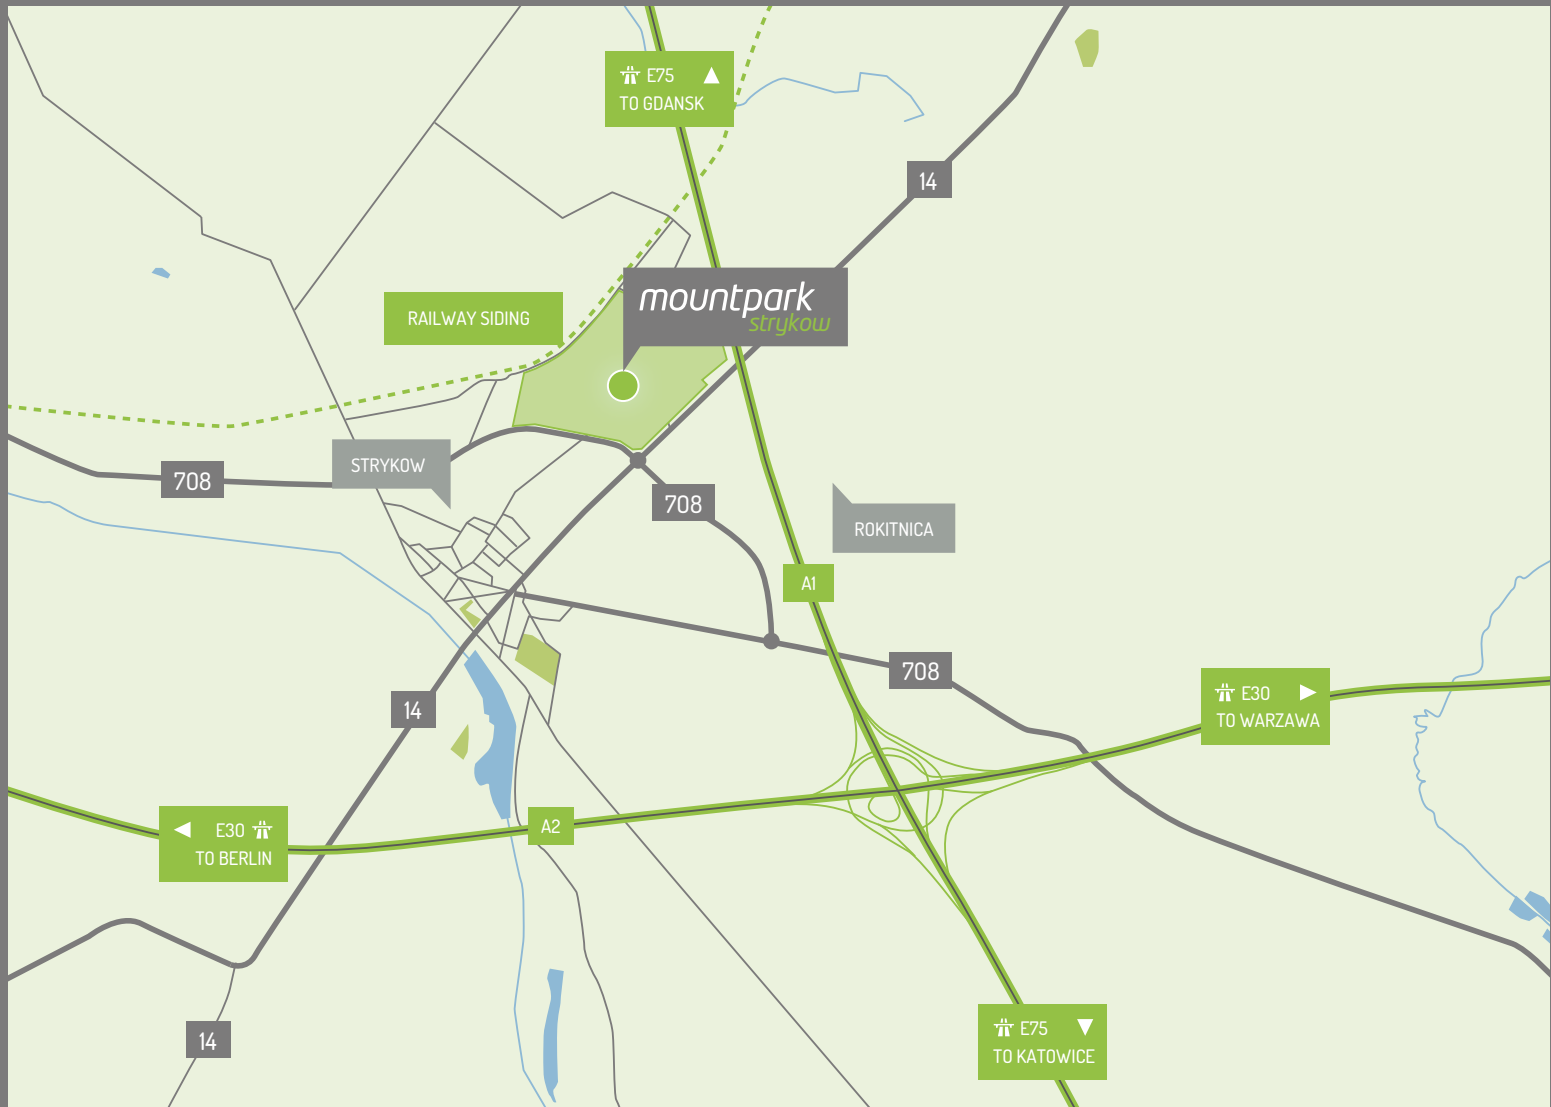 E75
TO GDANSK
14
mountpark
strykow
RAILWAY SIDING
STRYKOW
708
708
ROKITNICA
A1
708
E30
TO WARZAWA
14
A2
E30
TO BERLIN
14
E75
TO KATOWICE